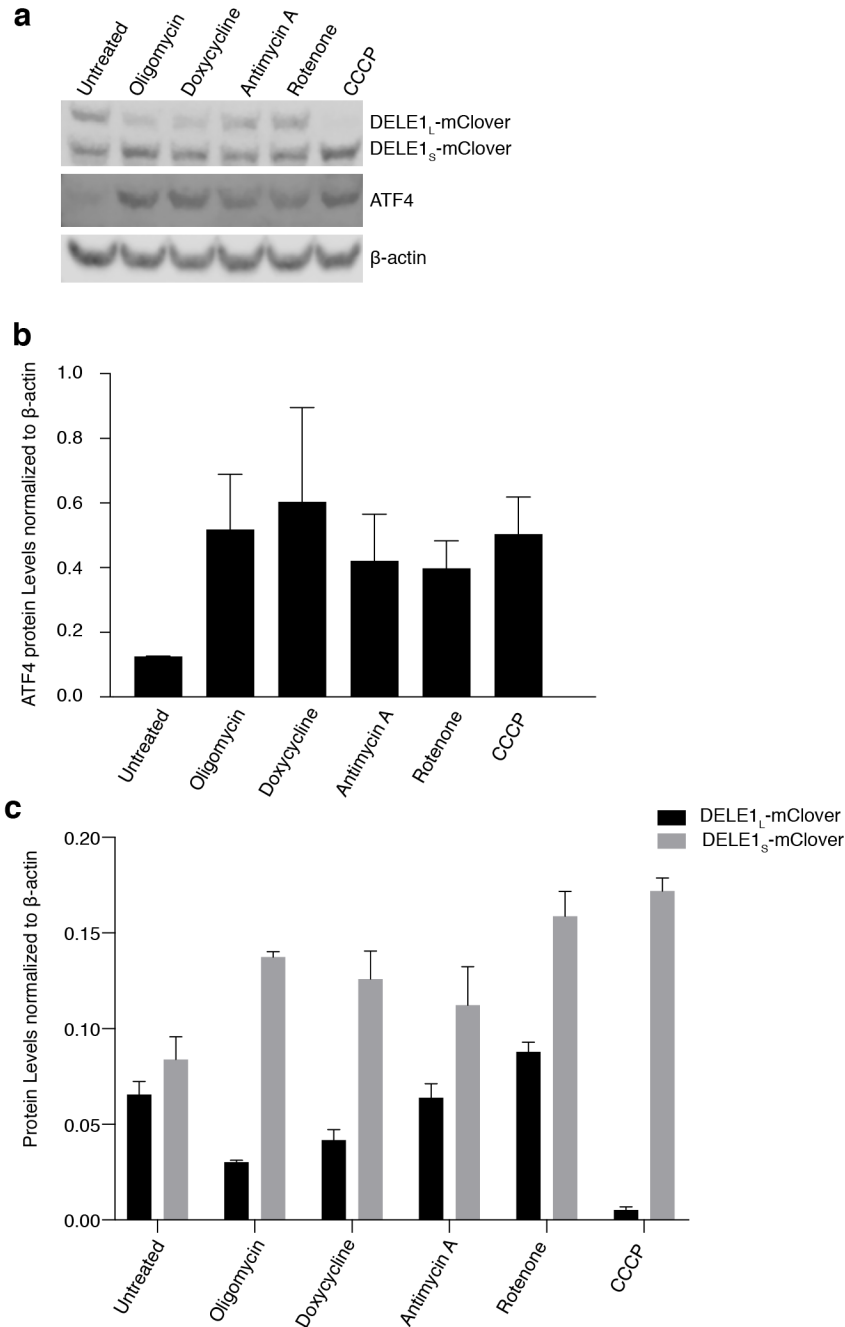 a
Untreated
Oligomycin
Doxycycline
Antimycin A
Rotenone
CCCP
DELE1L-mClover
DELE1S-mClover
ATF4
β-actin
b
ATF4 protein Levels normalized to β-actin
1.0
0.8
0.6
0.4
0.2
0.0
Untreated
Oligomycin
Doxycycline
Antimycin A
Rotenone
CCCP
c
DELE1L-mClover
DELE1S-mClover
Protein Levels normalized to β-actin
0.20
0.15
0.10
0.05
0.00
Untreated
Oligomycin
Doxycycline
Antimycin A
Rotenone
CCCP